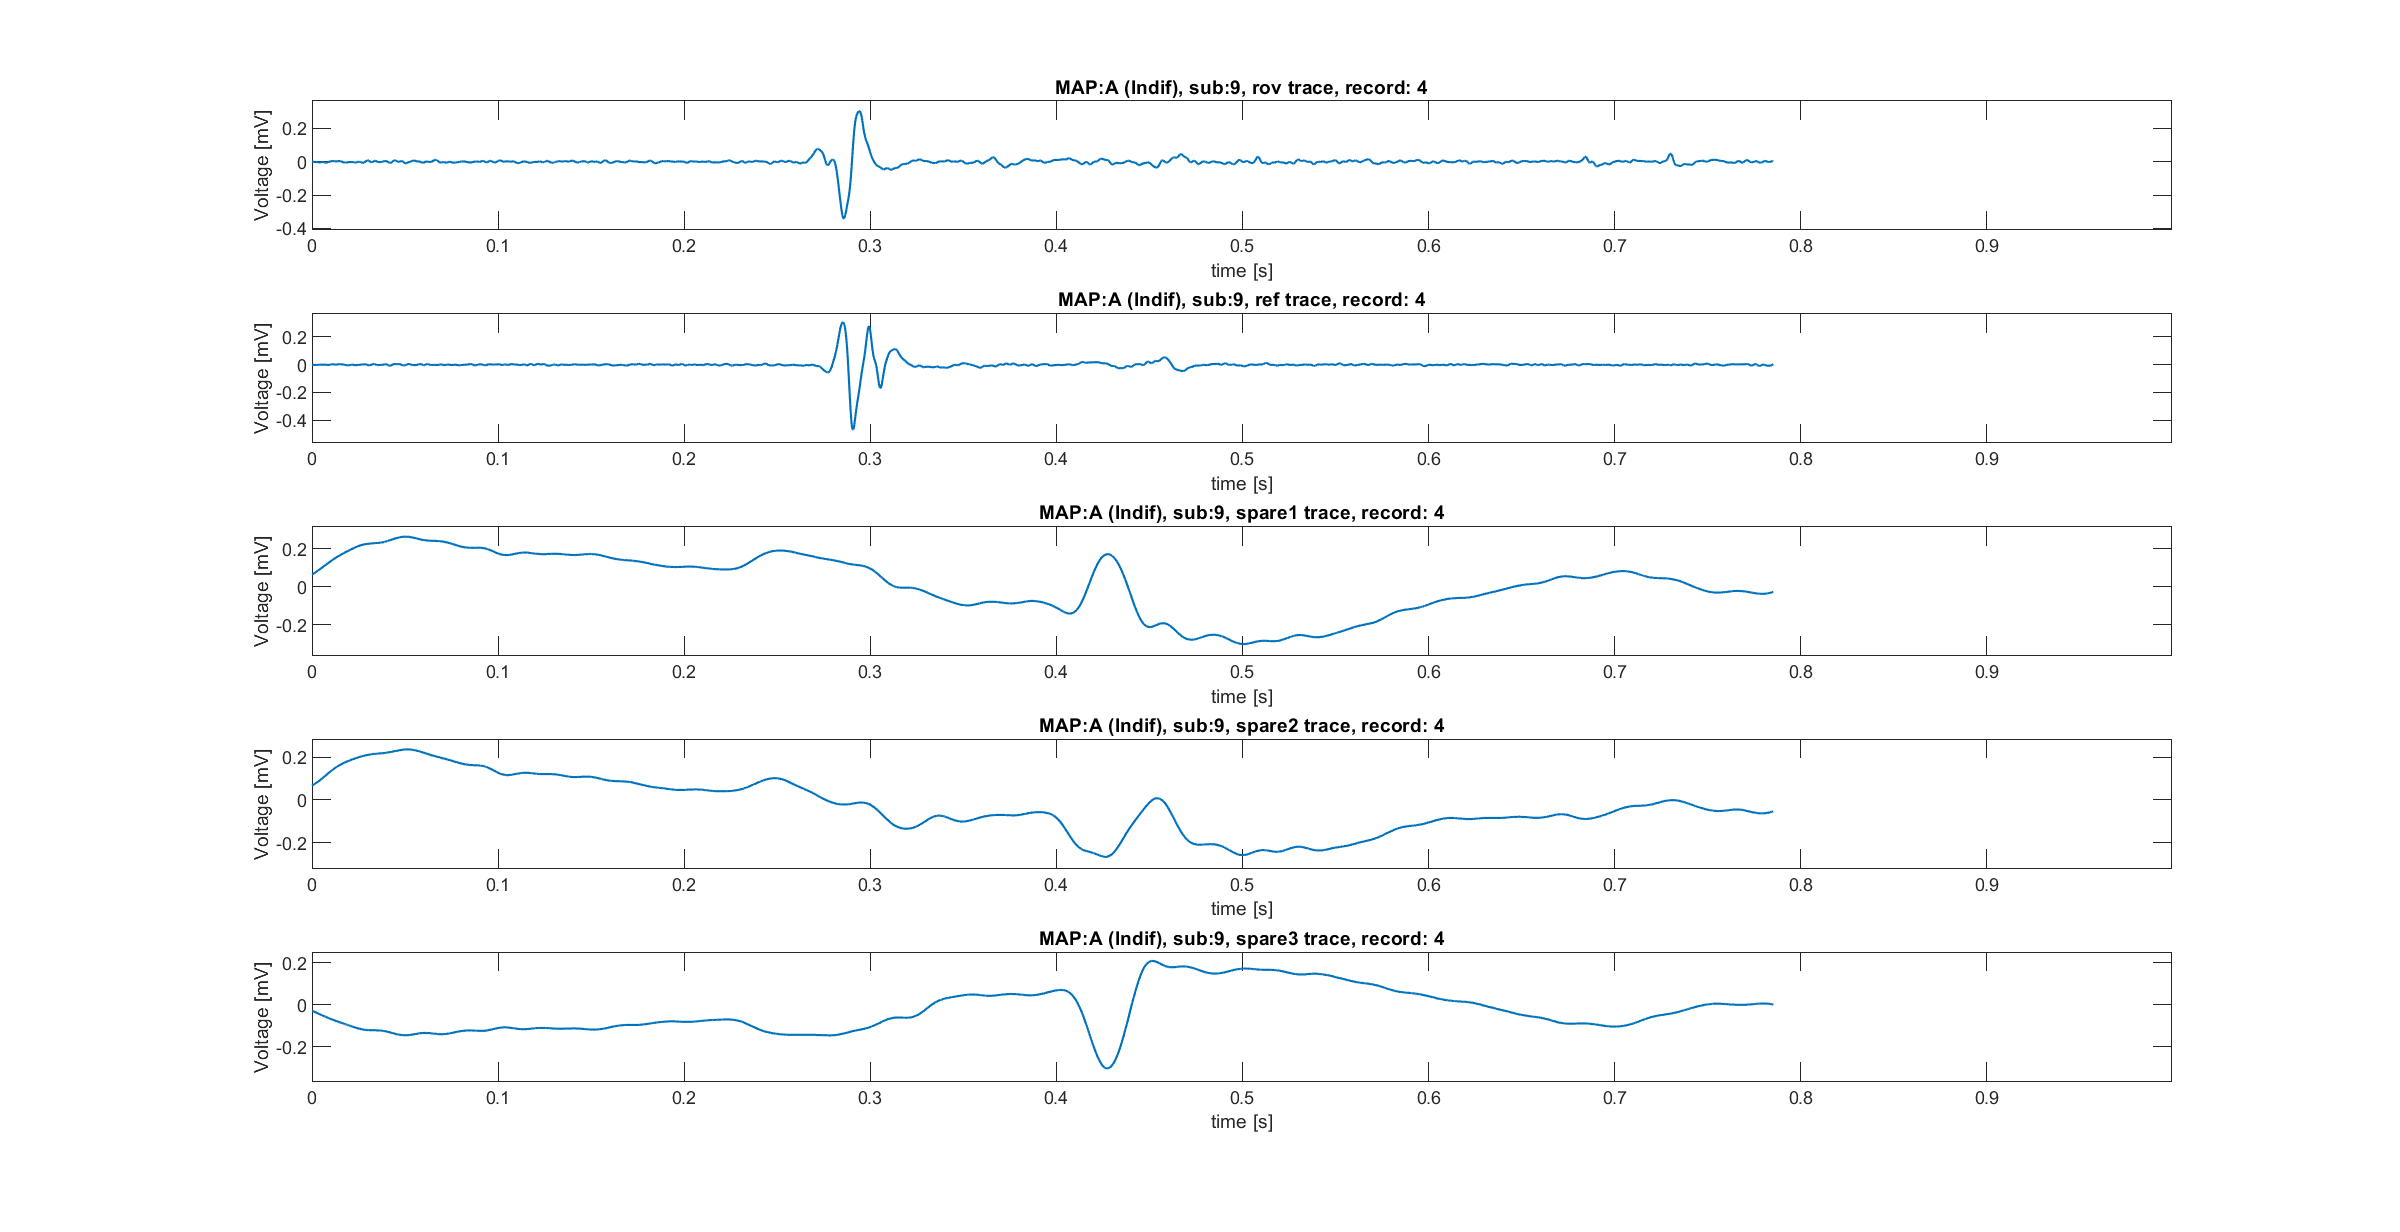 MAP:A (Indif), sub:9, rov trace, record: 4
Voltage [mV]
0.2
0
-0.2
-0.4
0 0.1 0.2 0.3 0.4 0.5 0.6 0.7 0.8 0.9
time [s]
MAP:A (Indif), sub:9, ref trace, record: 4
Voltage [mV]
0.2
0
-0.2
-0.4
0 0.1 0.2 0.3 0.4 0.5 0.6 0.7 0.8 0.9
time [s]
MAP:A (Indif), sub:9, spare1 trace, record: 4
Voltage [mV]
0.2
0
-0.2
0 0.1 0.2 0.3 0.4 0.5 0.6 0.7 0.8 0.9
time [s]
MAP:A (Indif), sub:9, spare2 trace, record: 4
Voltage [mV]
0.2
0
-0.2
0 0.1 0.2 0.3 0.4 0.5 0.6 0.7 0.8 0.9
time [s]
MAP:A (Indif), sub:9, spare3 trace, record: 4
Voltage [mV]
0.2
0
-0.2
0 0.1 0.2 0.3 0.4 0.5 0.6 0.7 0.8 0.9
time [s]